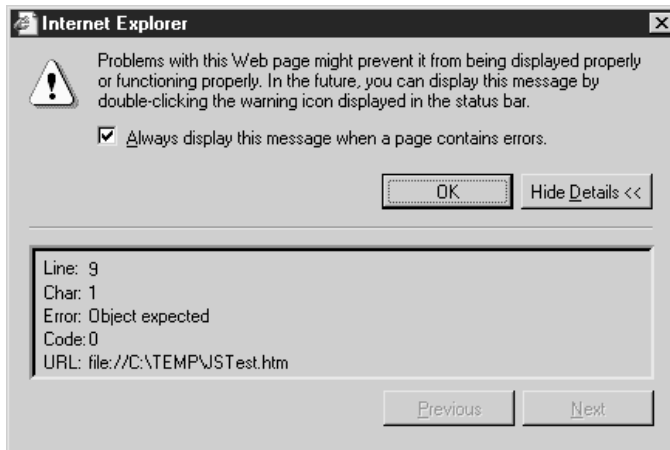 Internet Explorer
Problems with this Web page might prevent it from being displayed properly
or functioning properly. In the future, you can display this message by
double-clicking the warning icon displayed in the status bar.
Always display this message when a page contains errors.
OK
Hide Details <<
Line: 9
Char: 1
Error: Object expected
Code: 0
URL: file://C:\TEMP\JSTest.htm
Previous
Next